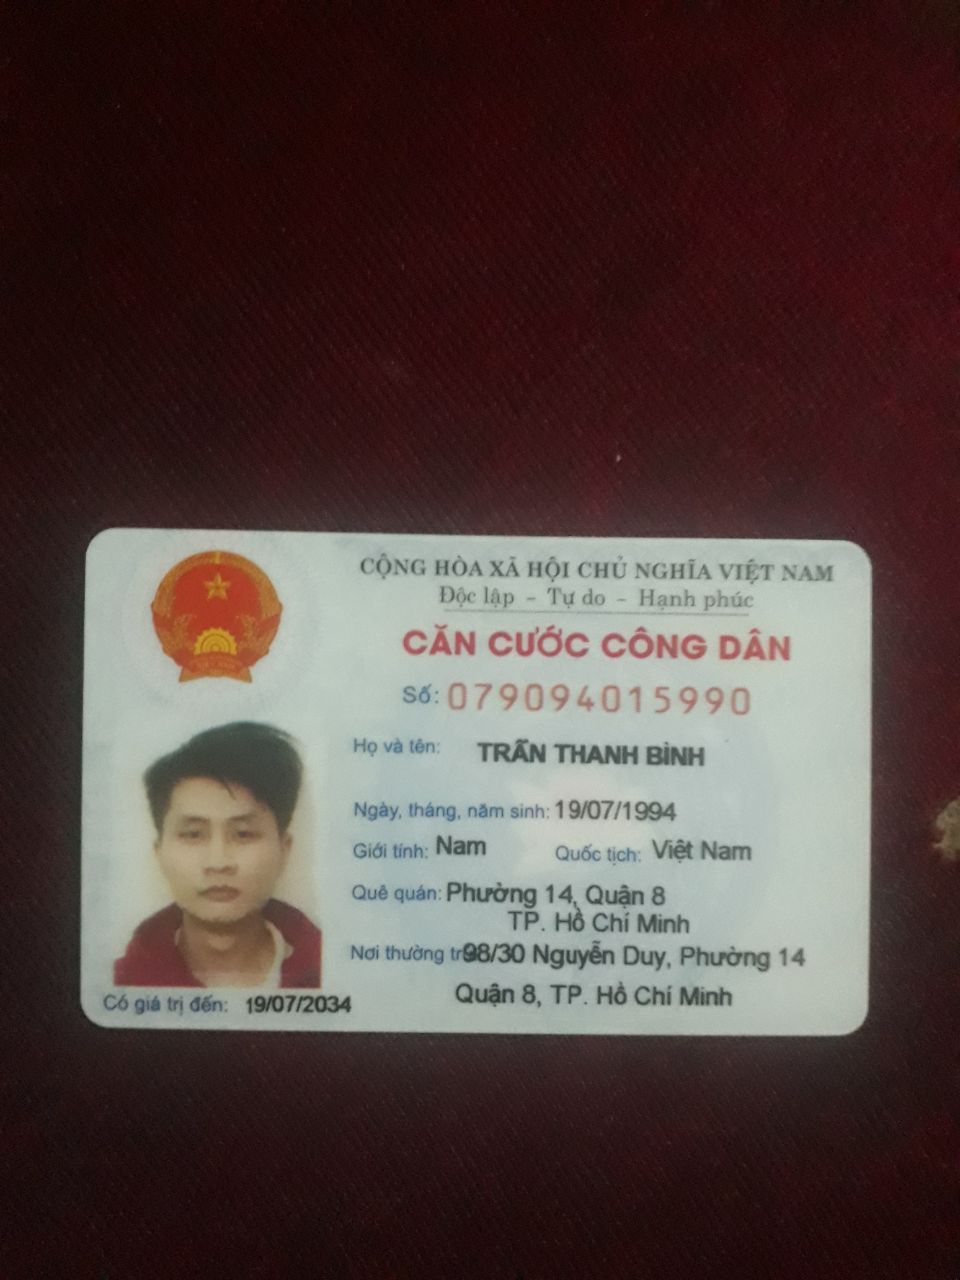 CỘNG HÒA XÃ HỘI CHỦ NGHĨA VIỆT NAM
Độc lập - Tự do - Hạnh phúc
CĂN CƯỚC CÔNG DÂN
Số: 079094015990
Họ và tên: TRẦN THANH BÌNH
Ngày, tháng, năm sinh: 19/07/1994
Giới tính: Nam Quốc tịch: Việt Nam
Quê quán: Phường 14, Quận 8
TP. Hồ Chí Minh
Nơi thường tr 98/30 Nguyễn Duy, Phường 14
Quận 8, TP. Hồ Chí Minh
Có giá trị đến: 19/07/2034